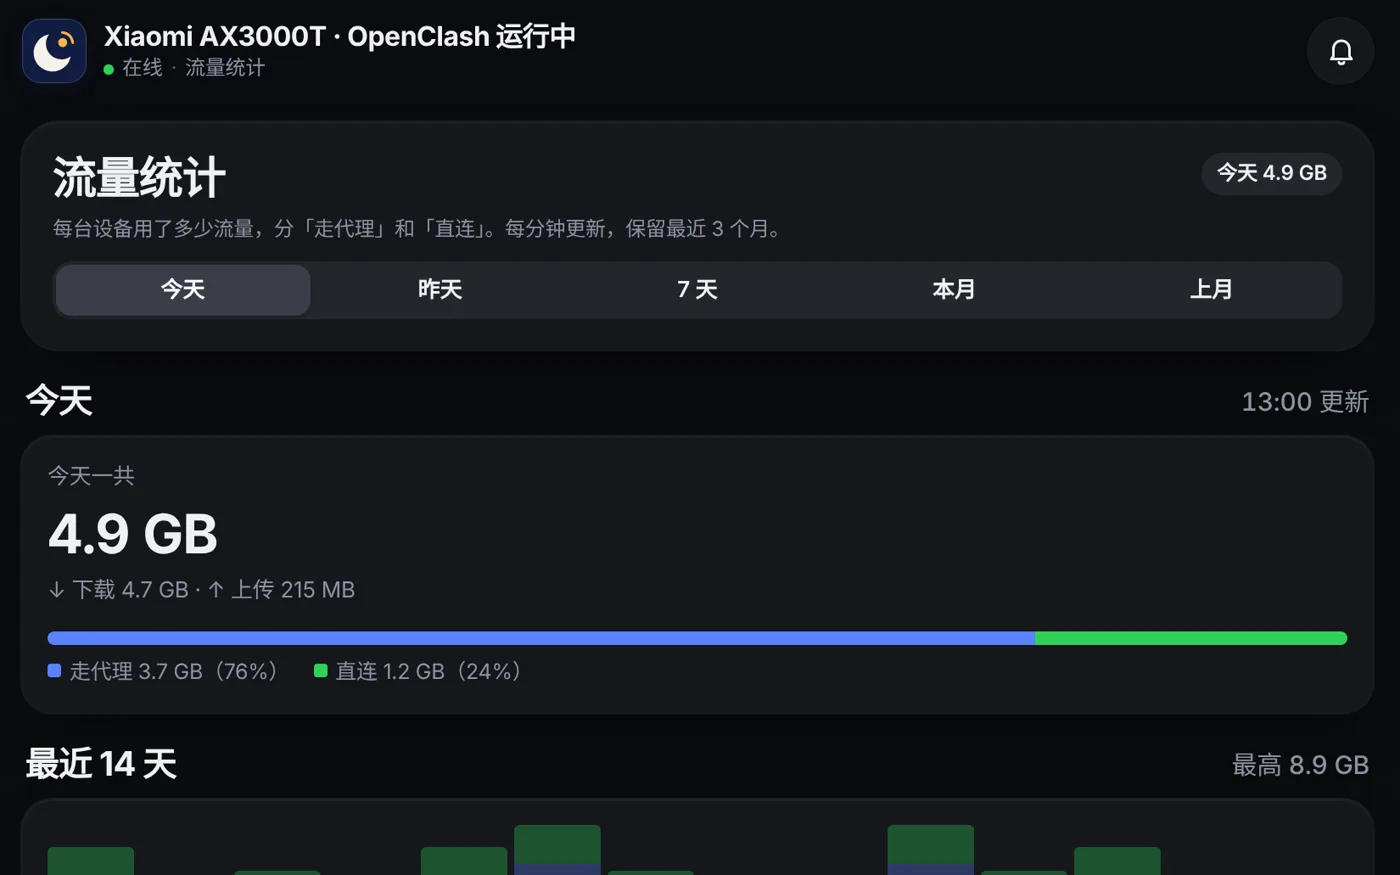 Xiaomi AX3000T · OpenClash 运行中
在线 · 流量统计
流量统计
今天 4.9 GB
每台设备用了多少流量，分「走代理」和「直连」。每分钟更新，保留最近 3 个月。
今天 昨天 7 天 本月 上月
今天
13:00 更新
今天一共
4.9 GB
↓ 下载 4.7 GB · ↑ 上传 215 MB
走代理 3.7 GB（76%） 直连 1.2 GB（24%）
最近 14 天
最高 8.9 GB